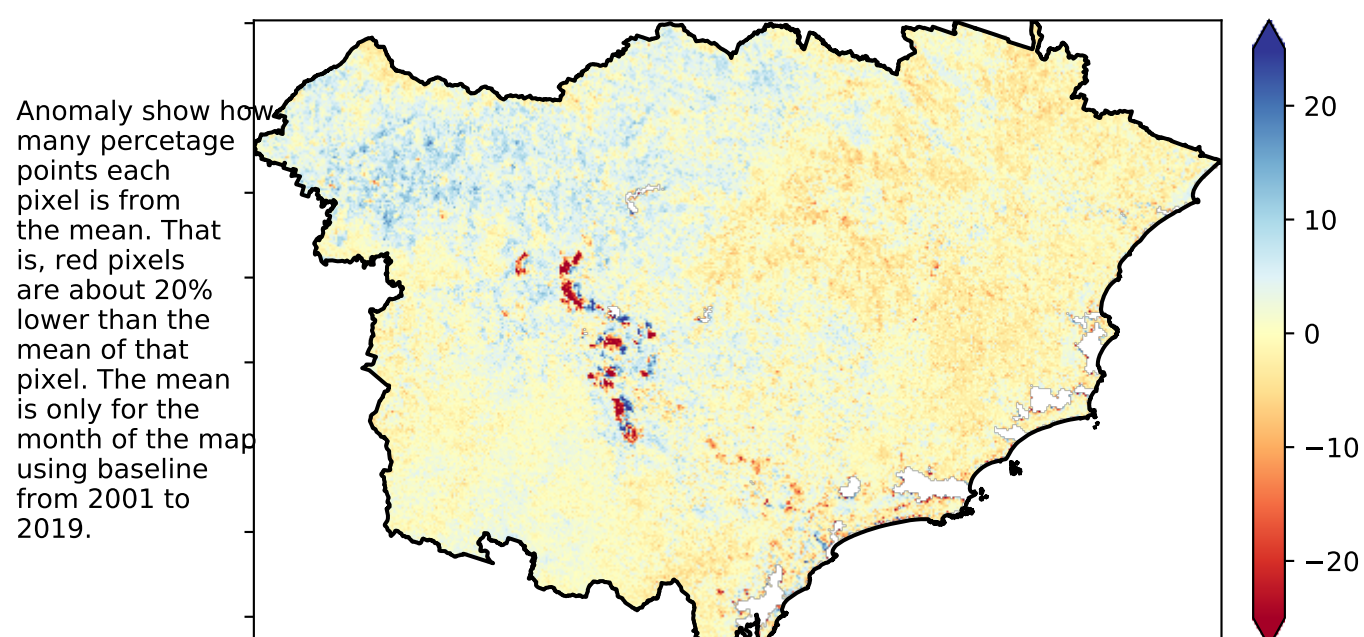 Anomaly show how
many percetage
points each
pixel is from
the mean. That
is, red pixels
are about 20%
lower than the
mean of that
pixel. The mean
is only for the
month of the map
using baseline
from 2001 to
2019.
20
10
0
−10
−20